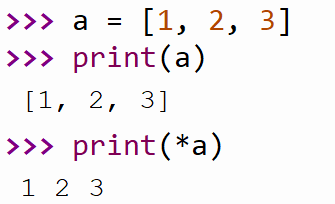 >>> a = [1, 2, 3]
>>> print(a)
[1, 2, 3]
>>> print(*a)
1 2 3